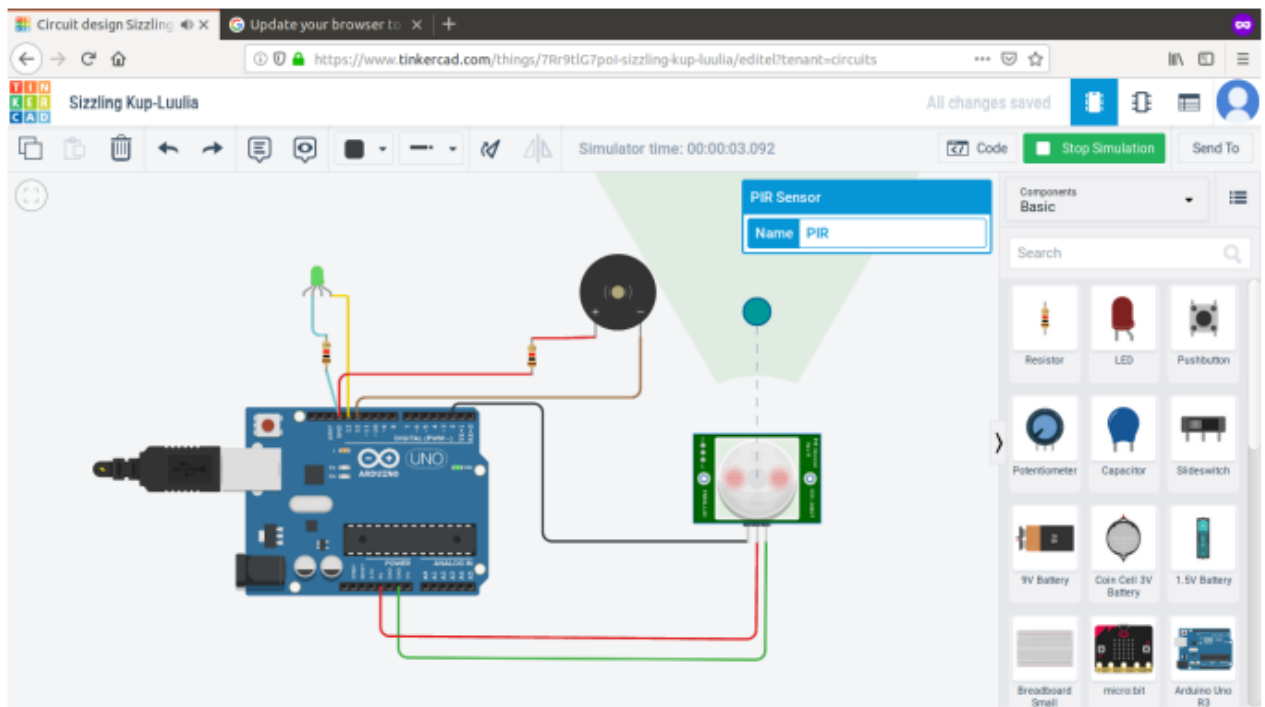 Circuit design Sizzling
Update your browser to
https://www.tinkercad.com/things/7Rr9tlG7poI-sizzling-kup-luulia/editel?tenant=circuits
TIN
KER
CAD
Sizzling Kup-Luulia
All changes saved
Simulator time: 00:00:03.092
Code
Stop Simulation
Send To
PIR Sensor
Name PIR
Components
Basic
Search
Resistor
LED
Pushbutton
Potentiometer
Capacitor
Slideswitch
9V Battery
Coin Cell 3V
Battery
1.5V Battery
Breadboard
Small
micro:bit
Arduino Uno
R3
DIGITAL (PWM~)
UNO
ARDUINO
POWER
ANALOG IN